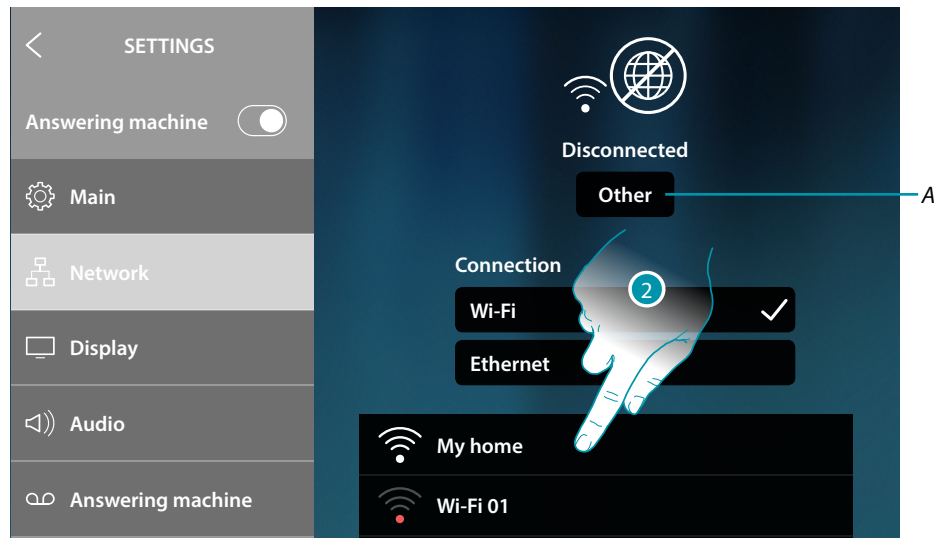 SETTINGS
Answering machine
Main
Network
Display
Audio
Answering machine
Disconnected
Other
A
Connection
Wi-Fi
2
Ethernet
My home
Wi-Fi 01